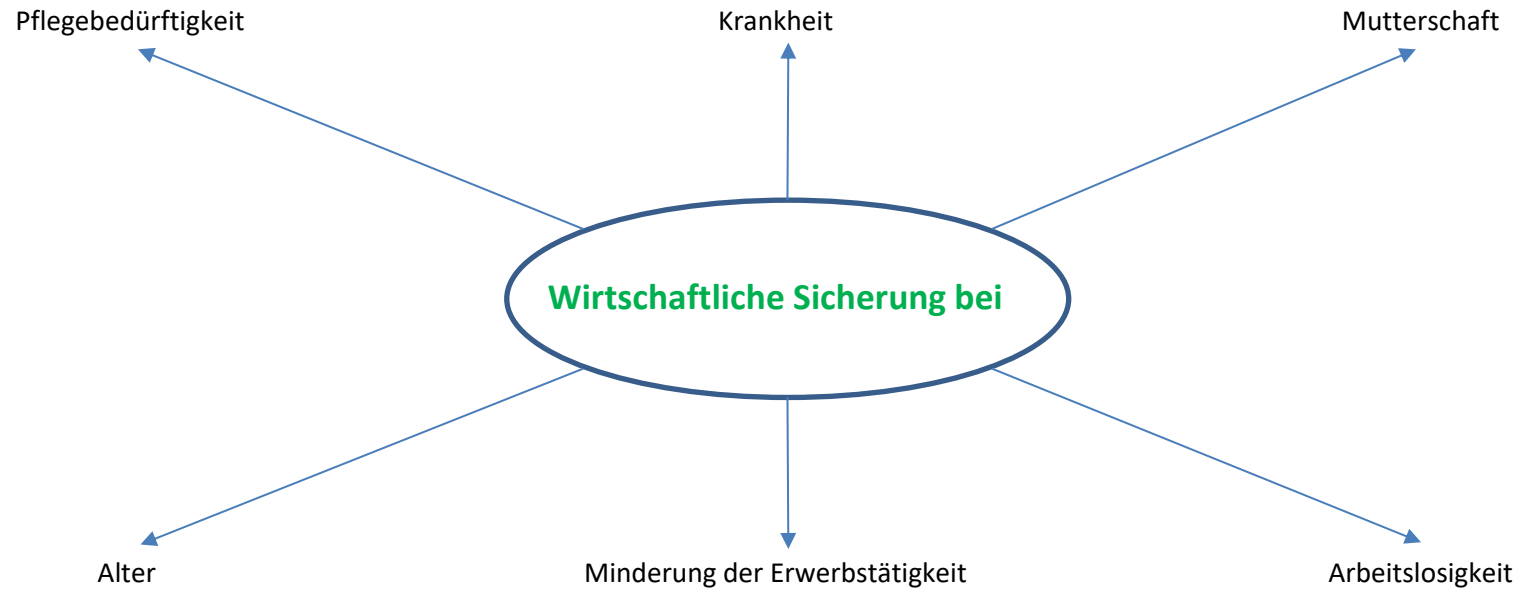 Pflegebedürftigkeit
Krankheit
Mutterschaft
Wirtschaftliche Sicherung bei
Alter
Minderung der Erwerbstätigkeit
Arbeitslosigkeit